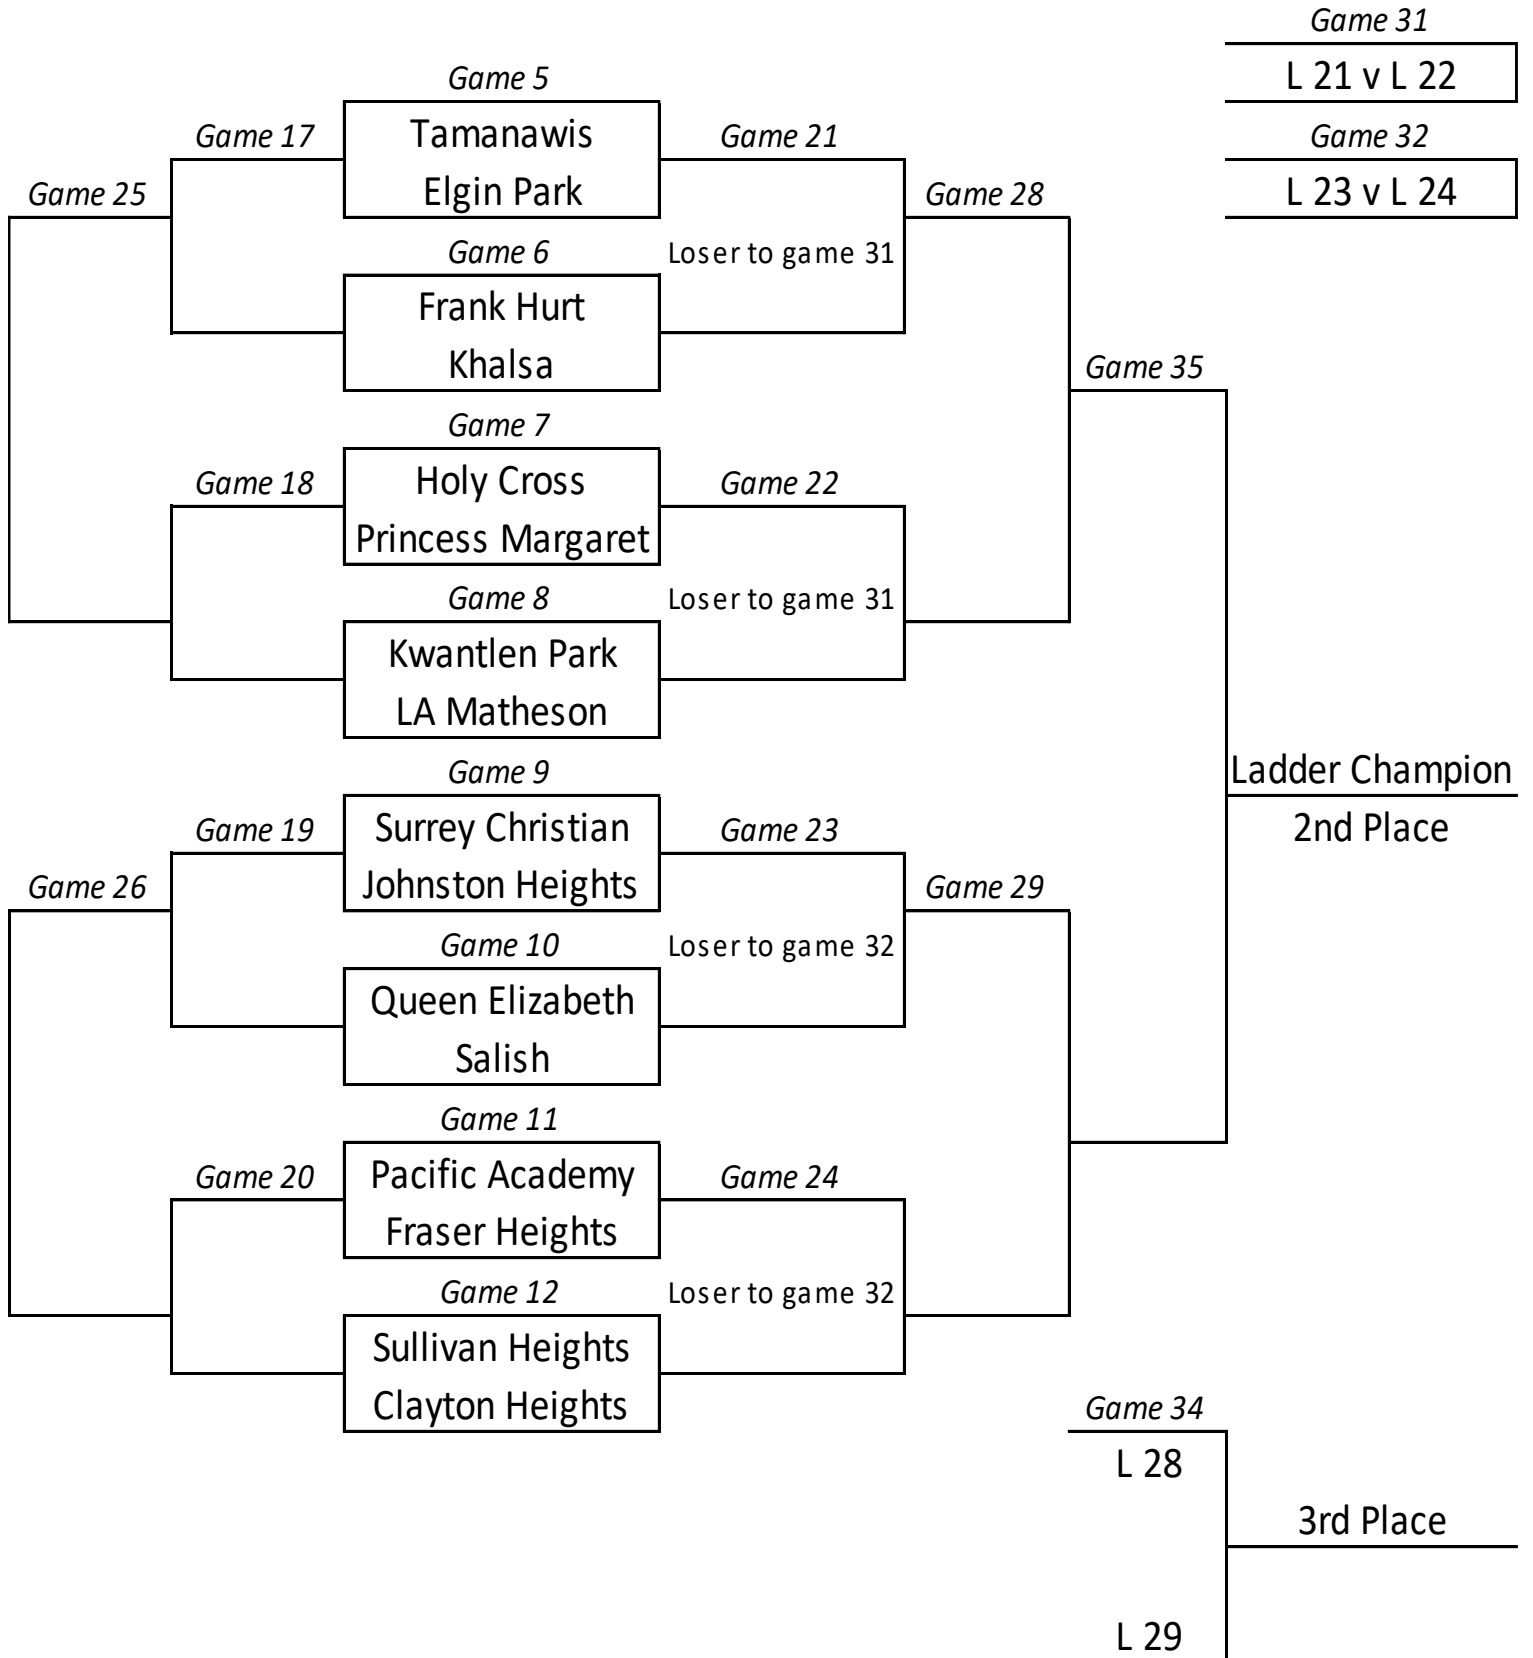 Game 31
L 21 v L 22
Game 5
Game 17
Tamanawis
Game 21
Game 32
Game 25
Elgin Park
Game 28
L 23 v L 24
Game 6
Loser to game 31
Frank Hurt
Khalsa
Game 35
Game 7
Game 18
Holy Cross
Game 22
Princess Margaret
Game 8
Loser to game 31
Kwantlen Park
LA Matheson
Game 9
Ladder Champion
Game 19
Surrey Christian
Game 23
2nd Place
Game 26
Johnston Heights
Game 29
Game 10
Loser to game 32
Queen Elizabeth
Salish
Game 11
Game 20
Pacific Academy
Game 24
Fraser Heights
Game 12
Loser to game 32
Sullivan Heights
Clayton Heights
Game 34
L 28
3rd Place
L 29